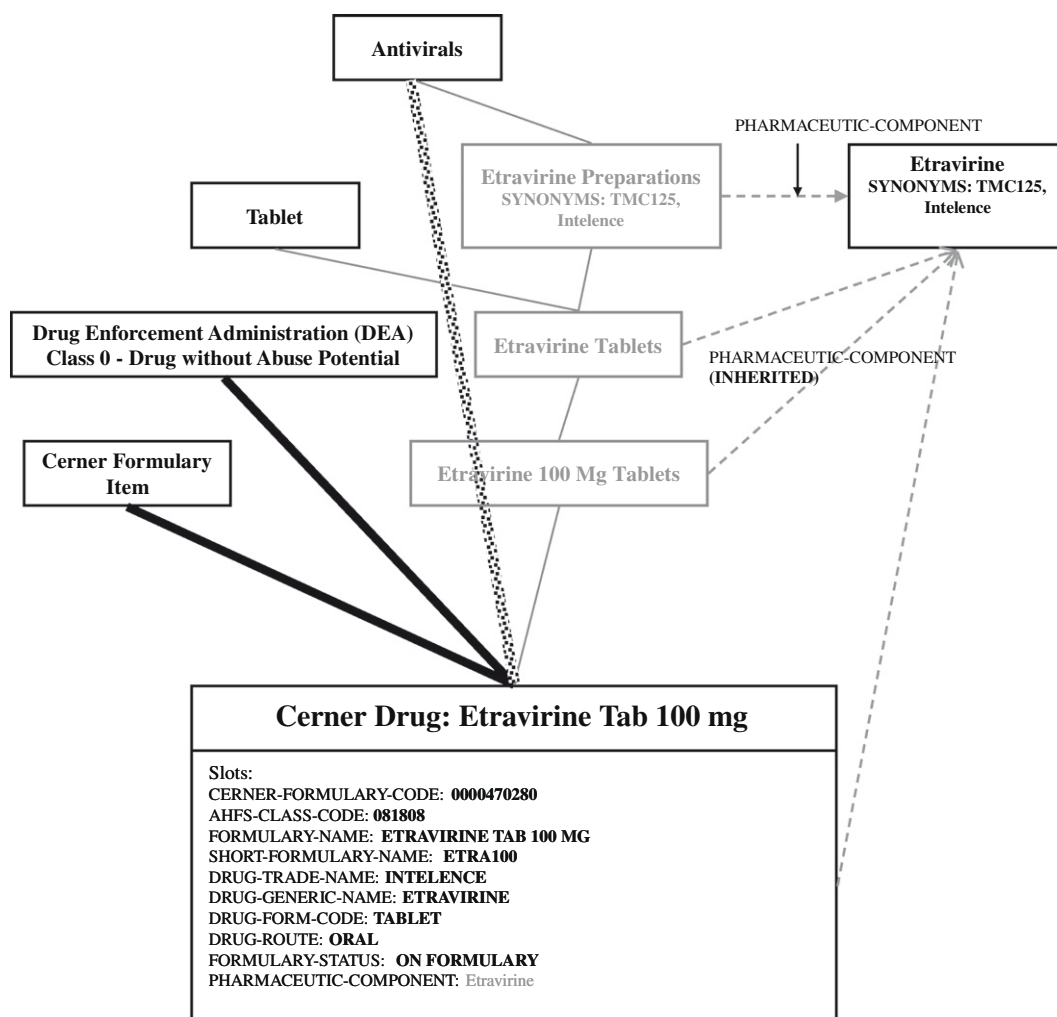 Antivirals
PHARMACEUTIC-COMPONENT
Etravirine Preparations
SYNONYMS: TMC125,
Intelence
Etravirine
SYNONYMS: TMC125,
Intelence
Tablet
Drug Enforcement Administration (DEA)
Class 0 - Drug without Abuse Potential
Etravirine Tablets
PHARMACEUTIC-COMPONENT
(INHERITED)
Cerner Formulary
Item
Etravirine 100 Mg Tablets
Cerner Drug: Etravirine Tab 100 mg
Slots:
CERNER-FORMULARY-CODE: 0000470280
AHFS-CLASS-CODE: 081808
FORMULARY-NAME: ETRAVIRINE TAB 100 MG
SHORT-FORMULARY-NAME: ETRA100
DRUG-TRADE-NAME: INTELENCE
DRUG-GENERIC-NAME: ETRAVIRINE
DRUG-FORM-CODE: TABLET
DRUG-ROUTE: ORAL
FORMULARY-STATUS: ON FORMULARY
PHARMACEUTIC-COMPONENT: Etravirine